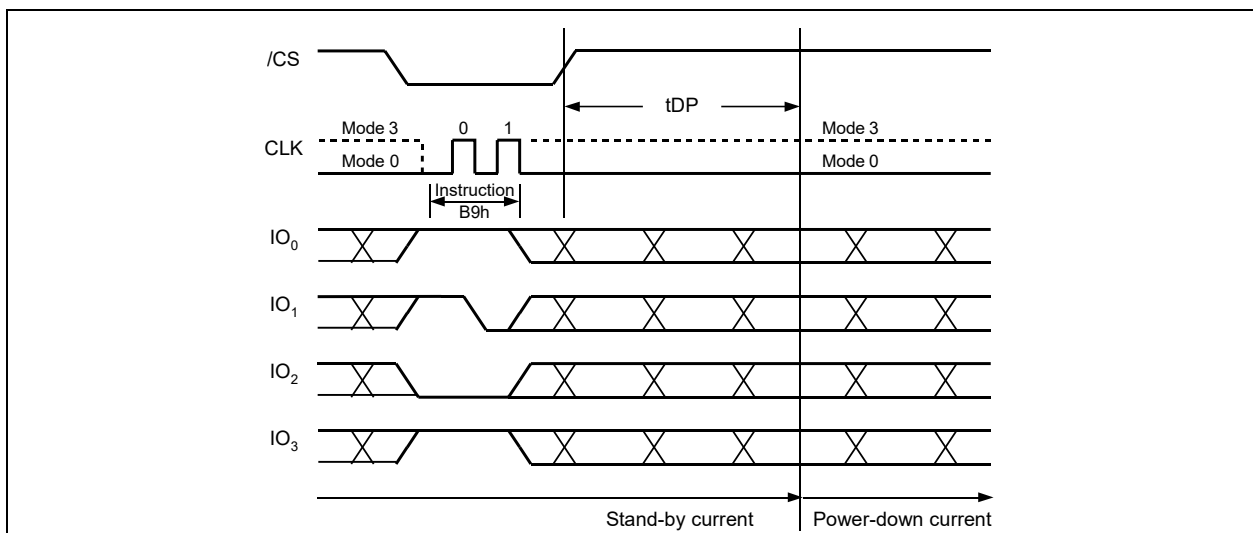 /CS
tDP
Mode 3 0 1 Mode 3
CLK
Mode 0 Mode 0
Instruction
B9h
IO0
IO1
IO2
IO3
Stand-by current Power-down current